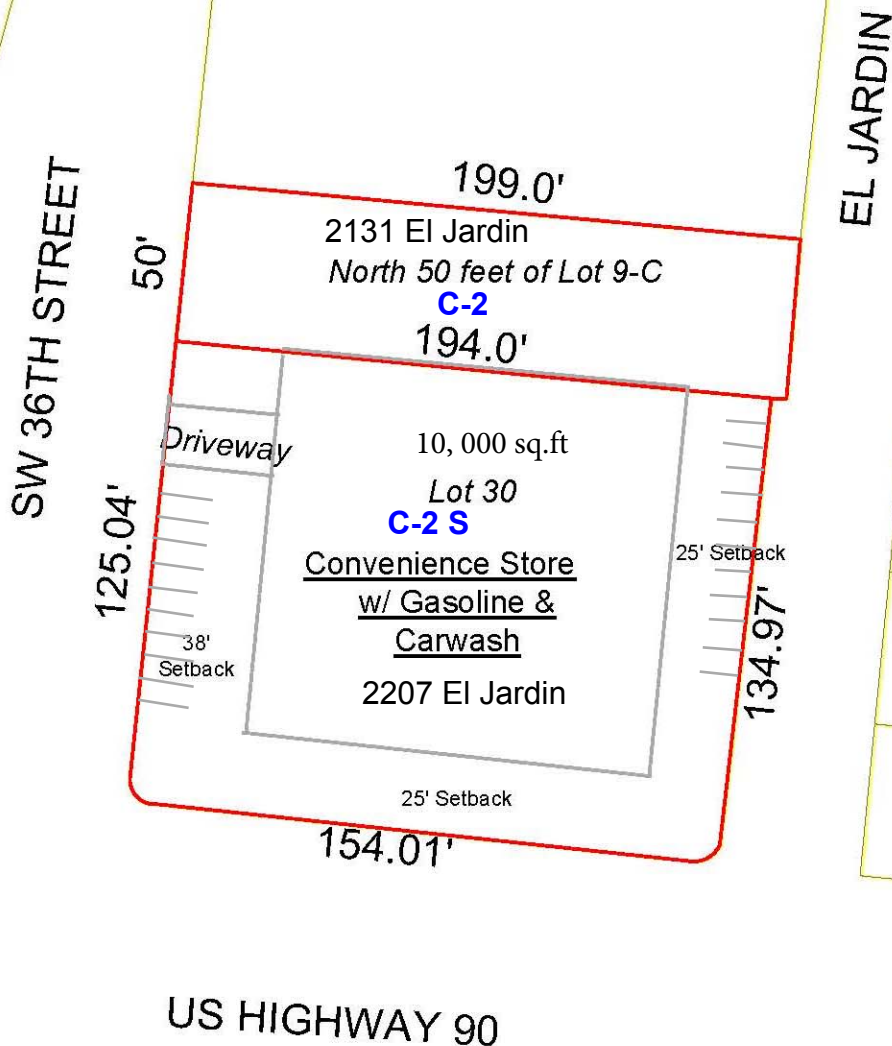 EL JARDIN
SW 36TH STREET
199.0'
50'
2131 El Jardin
North 50 feet of Lot 9-C
C-2
194.0'
Driveway
10, 000 sq.ft
Lot 30
C-2 S
125.04'
25' Setback
Convenience Store
w/ Gasoline &
Carwash
134.97'
38'
Setback
2207 El Jardin
25' Setback
154.01'
US HIGHWAY 90